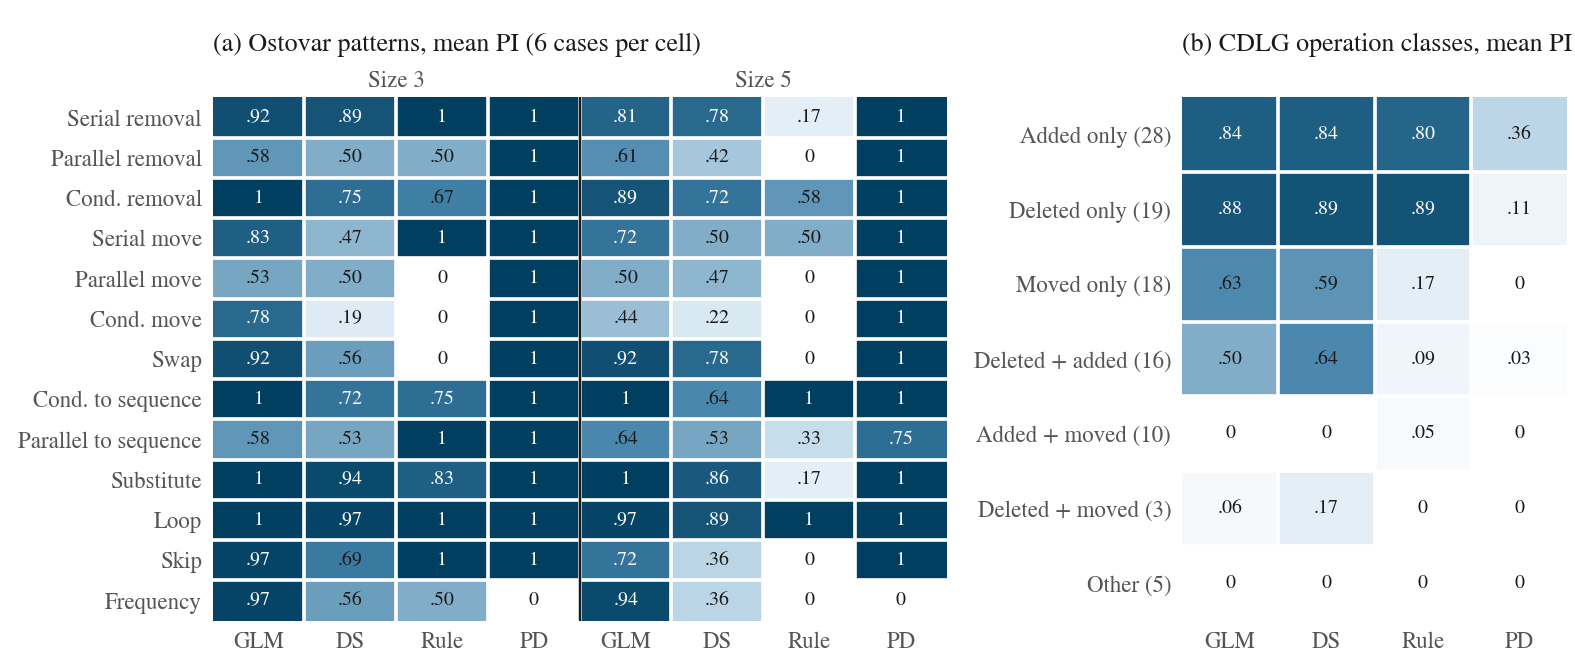 (a) Ostovar patterns, mean PI (6 cases per cell)
Size 3 Size 5
Serial removal .92 .89 1 1 .81 .78 .17 1
Parallel removal .58 .50 .50 1 .61 .42 0 1
Cond. removal 1 .75 .67 1 .89 .72 .58 1
Serial move .83 .47 1 1 .72 .50 .50 1
Parallel move .53 .50 0 1 .50 .47 0 1
Cond. move .78 .19 0 1 .44 .22 0 1
Swap .92 .56 0 1 .92 .78 0 1
Cond. to sequence 1 .72 .75 1 1 .64 1 1
Parallel to sequence .58 .53 1 1 .64 .53 .33 .75
Substitute 1 .94 .83 1 1 .86 .17 1
Loop 1 .97 1 1 .97 .89 1 1
Skip .97 .69 1 1 .72 .36 0 1
Frequency .97 .56 .50 0 .94 .36 0 0
GLM DS Rule PD GLM DS Rule PD
(b) CDLG operation classes, mean PI
Added only (28) .84 .84 .80 .36
Deleted only (19) .88 .89 .89 .11
Moved only (18) .63 .59 .17 0
Deleted + added (16) .50 .64 .09 .03
Added + moved (10) 0 0 .05 0
Deleted + moved (3) .06 .17 0 0
Other (5) 0 0 0 0
GLM DS Rule PD